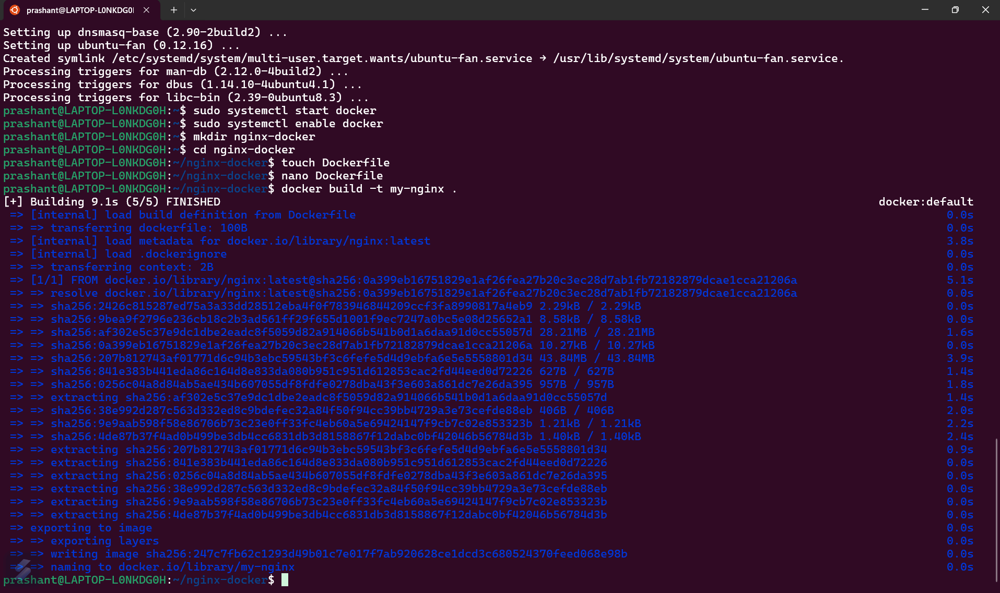 prashant@LAPTOP-L0NKDG0H
Setting up dnsmasq-base (2.90-2build2) ...
Setting up ubuntu-fan (0.12.16) ...
Created symlink /etc/systemd/system/multi-user.target.wants/ubuntu-fan.service → /usr/lib/systemd/system/ubuntu-fan.service.
Processing triggers for man-db (2.12.0-4build2) ...
Processing triggers for dbus (1.14.10-4ubuntu4.1) ...
Processing triggers for libc-bin (2.39-0ubuntu8.3) ...
prashant@LAPTOP-L0NKDG0H:~$ sudo systemctl start docker
prashant@LAPTOP-L0NKDG0H:~$ sudo systemctl enable docker
prashant@LAPTOP-L0NKDG0H:~$ mkdir nginx-docker
prashant@LAPTOP-L0NKDG0H:~$ cd nginx-docker
prashant@LAPTOP-L0NKDG0H:~/nginx-docker$ touch Dockerfile
prashant@LAPTOP-L0NKDG0H:~/nginx-docker$ nano Dockerfile
prashant@LAPTOP-L0NKDG0H:~/nginx-docker$ docker build -t my-nginx .
[+] Building 9.1s (5/5) FINISHED docker:default
=> [internal] load build definition from Dockerfile 0.0s
=> => transferring dockerfile: 100B 0.0s
=> [internal] load metadata for docker.io/library/nginx:latest 3.8s
=> [internal] load .dockerignore 0.0s
=> => transferring context: 2B 0.0s
=> [1/1] FROM docker.io/library/nginx:latest@sha256:0a399eb16751829e1af26fea27b20c3ec28d7ab1fb72182879dcae1cca21206a 5.1s
=> => resolve docker.io/library/nginx:latest@sha256:0a399eb16751829e1af26fea27b20c3ec28d7ab1fb72182879dcae1cca21206a 0.0s
=> => sha256:2426c815287ed75a3a33dd28512eba4f0f783946844209ccf3fa8990817a4eb9 2.29kB / 2.29kB 0.0s
=> => sha256:9bea9f2796e236cb18c2b3ad561ff29f655d1001f9ec7247a0bc5e08d25652a1 8.58kB / 8.58kB 0.0s
=> => sha256:af302e5c37e9dc1dbe2eadc8f5059d82a914066b541b0d1a6daa91d0cc55057d 28.21MB / 28.21MB 1.6s
=> => sha256:0a399eb16751829e1af26fea27b20c3ec28d7ab1fb72182879dcae1cca21206a 10.27kB / 10.27kB 0.0s
=> => sha256:207b812743af01771d6c94b3ebc59543bf3c6fefe5d4d9ebfa6e5e5558801d34 43.84MB / 43.84MB 3.9s
=> => sha256:841e383b441eda86c164d8e833da080b951c951d612853cac2fd44eed0d72226 627B / 627B 1.4s
=> => sha256:0256c04a8d84ab5ae434b607055df8fdfe0278dba43f3e603a861dc7e26da395 957B / 957B 1.8s
=> => extracting sha256:af302e5c37e9dc1dbe2eadc8f5059d82a914066b541b0d1a6daa91d0cc55057d 1.4s
=> => sha256:38e992d287c563d332ed8c9bdefec32a84f50f94cc39bb4729a3e73cefde88eb 406B / 406B 2.0s
=> => sha256:9e9aab598f58e86706b73c23e0ff33fc4eb60a5e69424147f9cb7c02e853323b 1.21kB / 1.21kB 2.2s
=> => sha256:4de87b37f4ad0b499be3db4cc6831db3d8158867f12dabc0bf42046b56784d3b 1.40kB / 1.40kB 2.4s
=> => extracting sha256:207b812743af01771d6c94b3ebc59543bf3c6fefe5d4d9ebfa6e5e5558801d34 0.9s
=> => extracting sha256:841e383b441eda86c164d8e833da080b951c951d612853cac2fd44eed0d72226 0.0s
=> => extracting sha256:0256c04a8d84ab5ae434b607055df8fdfe0278dba43f3e603a861dc7e26da395 0.0s
=> => extracting sha256:38e992d287c563d332ed8c9bdefec32a84f50f94cc39bb4729a3e73cefde88eb 0.0s
=> => extracting sha256:9e9aab598f58e86706b73c23e0ff33fc4eb60a5e69424147f9cb7c02e853323b 0.0s
=> => extracting sha256:4de87b37f4ad0b499be3db4cc6831db3d8158867f12dabc0bf42046b56784d3b 0.0s
=> exporting to image 0.0s
=> => exporting layers 0.0s
=> => writing image sha256:247c7fb62c1293d49b01c7e017f7ab920628ce1dcd3c680524370feed068e98b 0.0s
=> => naming to docker.io/library/my-nginx 0.0s
prashant@LAPTOP-L0NKDG0H:~/nginx-docker$